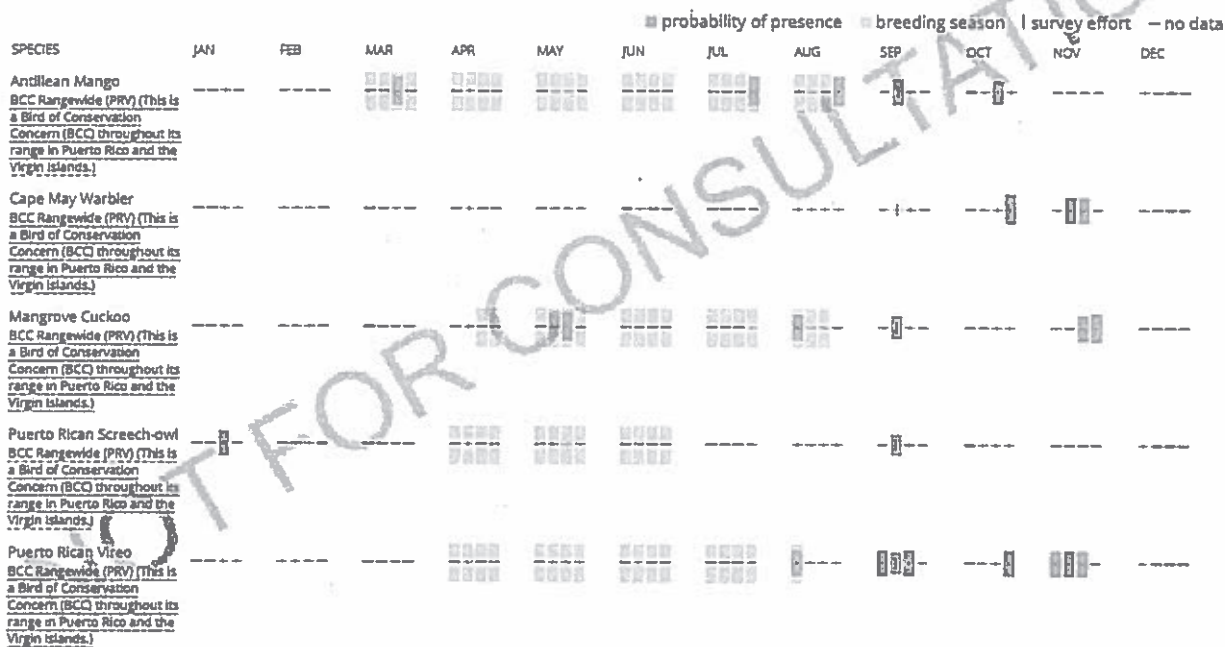 probability of presence breeding season | survey effort — no data
SPECIES JAN FEB MAR APR MAY JUN JUL AUG SEP OCT NOV DEC
Antillean Mango
BCC Rangewide (PRV) (This is
a Bird of Conservation
Concern (BCC) throughout its
range in Puerto Rico and the
Virgin Islands.)
Cape May Warbler
BCC Rangewide (PRV) (This is
a Bird of Conservation
Concern (BCC) throughout its
range in Puerto Rico and the
Virgin Islands.)
Mangrove Cuckoo
BCC Rangewide (PRV) (This is
a Bird of Conservation
Concern (BCC) throughout its
range in Puerto Rico and the
Virgin Islands.)
Puerto Rican Screech-owl
BCC Rangewide (PRV) (This is
a Bird of Conservation
Concern (BCC) throughout its
range in Puerto Rico and the
Virgin Islands.)
Puerto Rican Vireo
BCC Rangewide (PRV) (This is
a Bird of Conservation
Concern (BCC) throughout its
range in Puerto Rico and the
Virgin Islands.)
FOR CONSULTATIO